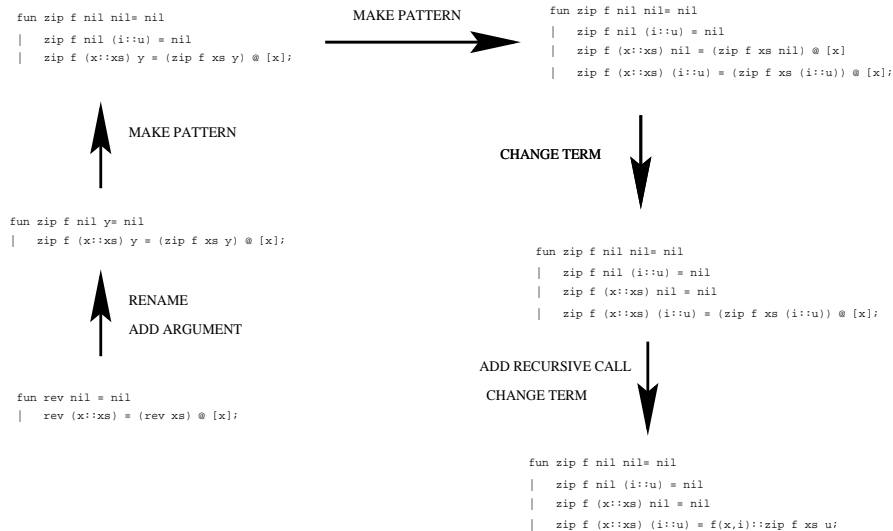 fun zip f nil nil= nil
|   zip f nil (i::u) = nil
|   zip f (x::xs) y = (zip f xs y) @ [x];
MAKE PATTERN
fun zip f nil nil= nil
|   zip f nil (i::u) = nil
|   zip f (x::xs) nil = (zip f xs nil) @ [x]
|   zip f (x::xs) (i::u) = (zip f xs (i::u)) @ [x];
MAKE PATTERN
CHANGE TERM
fun zip f nil y= nil
|   zip f (x::xs) y = (zip f xs y) @ [x];
fun zip f nil nil= nil
|   zip f nil (i::u) = nil
|   zip f (x::xs) nil = nil
|   zip f (x::xs) (i::u) = (zip f xs (i::u)) @ [x];
RENAME
ADD ARGUMENT
ADD RECURSIVE CALL
CHANGE TERM
fun rev nil = nil
|   rev (x::xs) = (rev xs) @ [x];
fun zip f nil nil= nil
|   zip f nil (i::u) = nil
|   zip f (x::xs) nil = nil
|   zip f (x::xs) (i::u) = f(x,i)::zip f xs u;